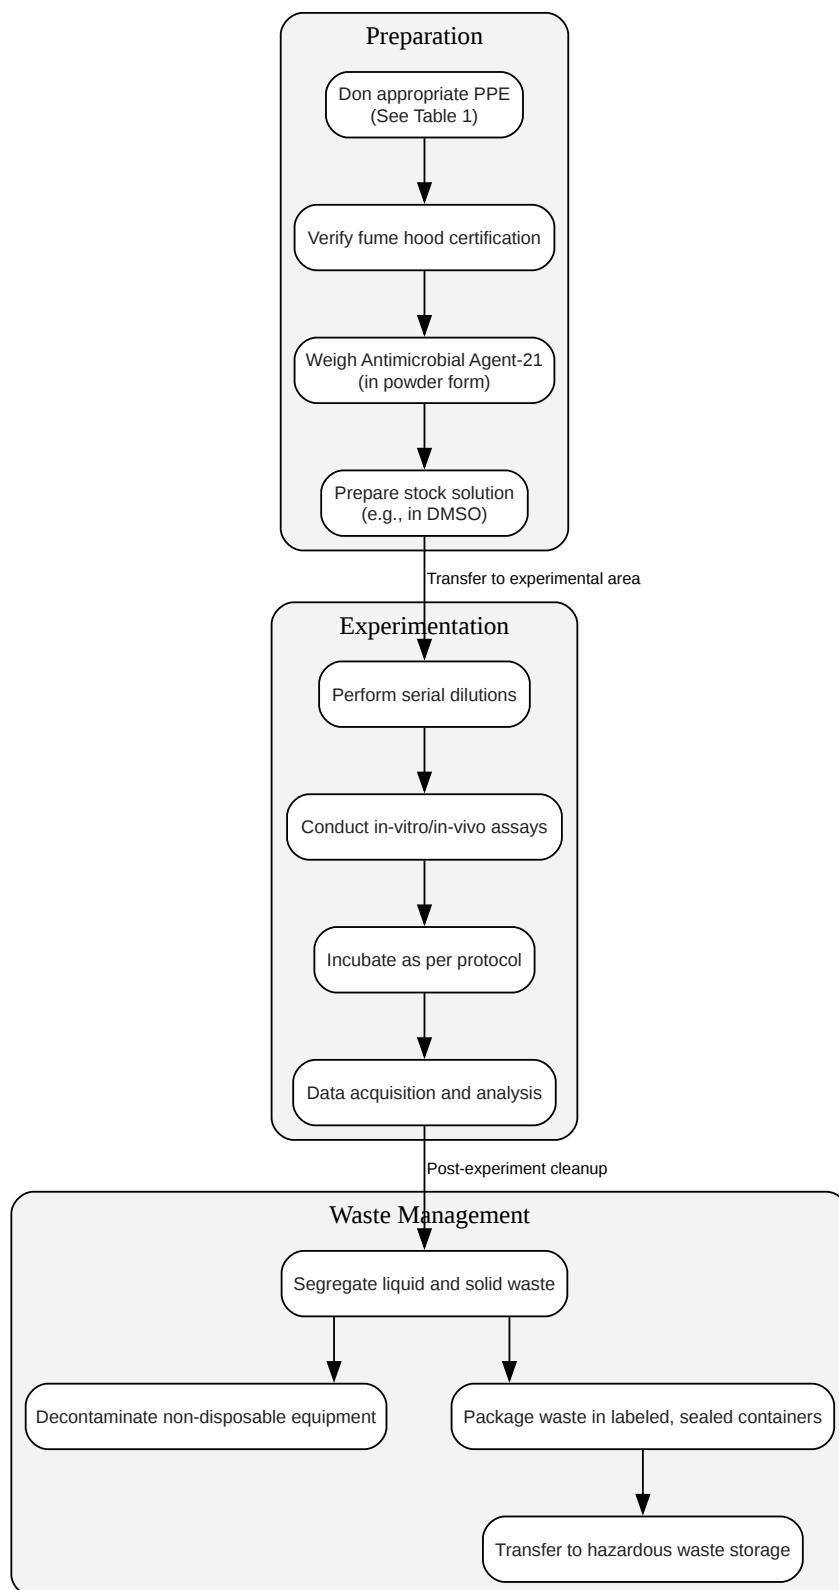 Preparation
Don appropriate PPE
(See Table 1)
Verify fume hood certification
Weigh Antimicrobial Agent-21
(in powder form)
Prepare stock solution
(e.g., in DMSO)
Transfer to experimental area
Experimentation
Perform serial dilutions
Conduct in-vitro/in-vivo assays
Incubate as per protocol
Data acquisition and analysis
Post-experiment cleanup
Waste Management
Segregate liquid and solid waste
Decontaminate non-disposable equipment
Package waste in labeled, sealed containers
Transfer to hazardous waste storage